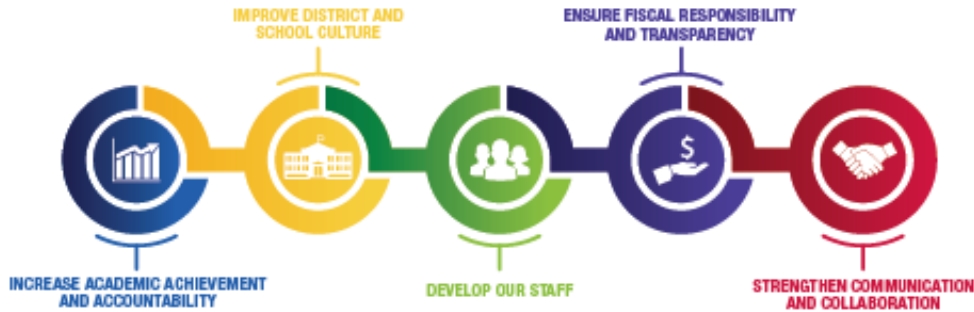 IMPROVE DISTRICT AND
SCHOOL CULTURE
ENSURE FISCAL RESPONSIBILITY
AND TRANSPARENCY
$
INCREASE ACADEMIC ACHIEVEMENT
AND ACCOUNTABILITY
DEVELOP OUR STAFF
STRENGTHEN COMMUNICATION
AND COLLABORATION